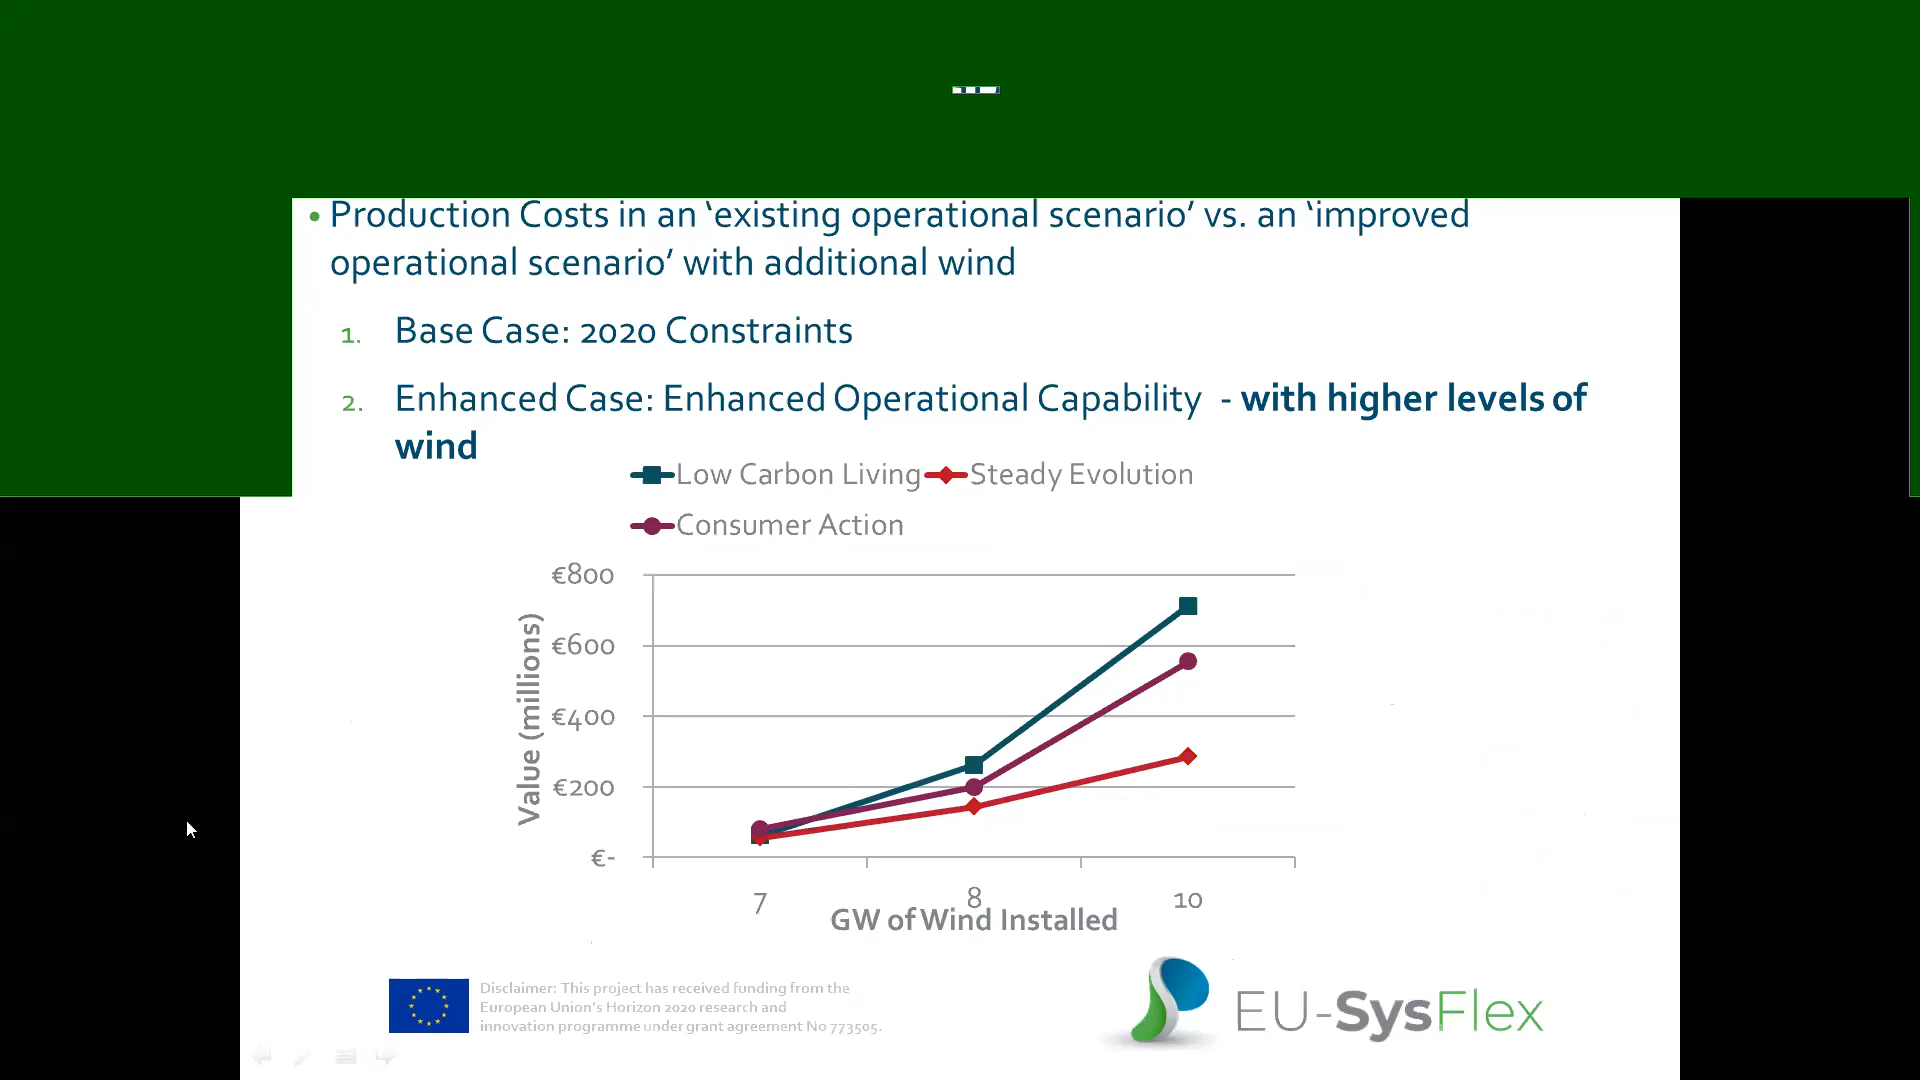 • Production Costs in an ‘existing operational scenario’ vs. an ‘improved
operational scenario’ with additional wind
1. Base Case: 2020 Constraints
2. Enhanced Case: Enhanced Operational Capability - with higher levels of
wind
Low Carbon Living Steady Evolution
Consumer Action
€800
€600
€400
€200
€-
Value (millions)
7 8 10
GW of Wind Installed
Disclaimer: This project has received funding from the
European Union's Horizon 2020 research and
innovation programme under grant agreement No 773505.
EU-SysFlex